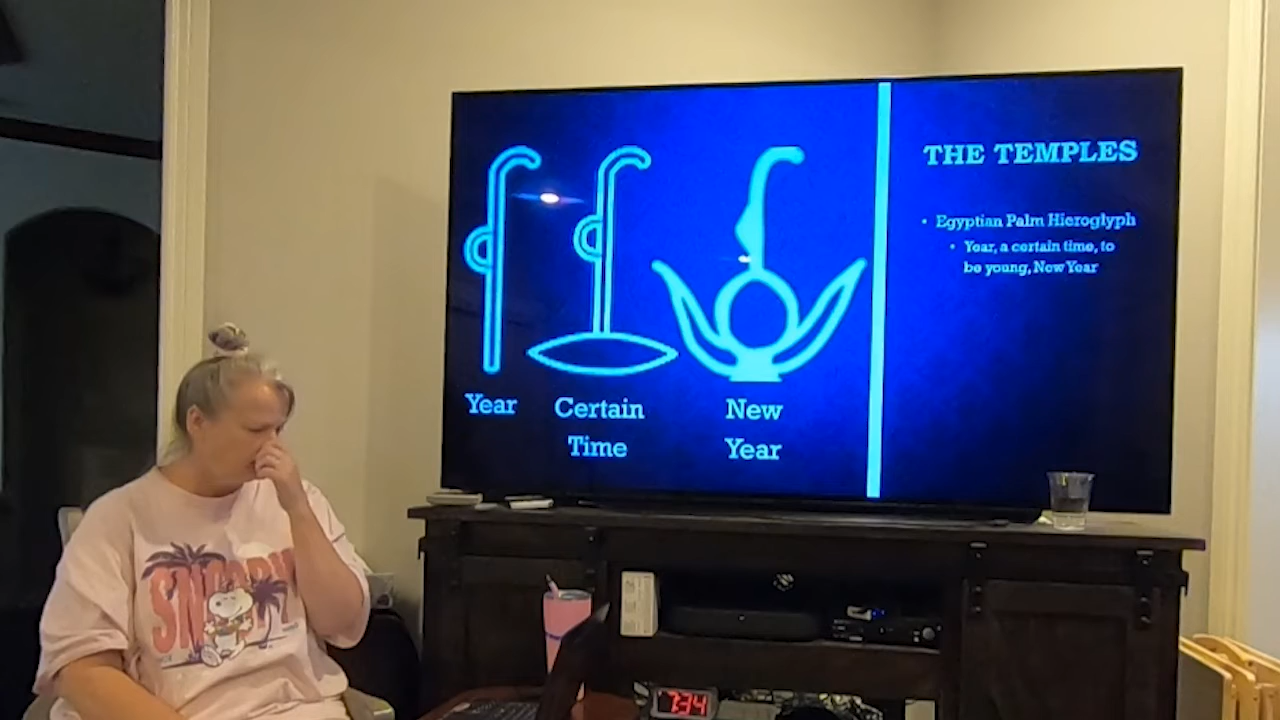 THE TEMPLES
• Egyptian Palm Hieroglyph
• Year, a certain time, to
be young, New Year
Year
Certain
Time
New
Year
SNOOPY
7:34